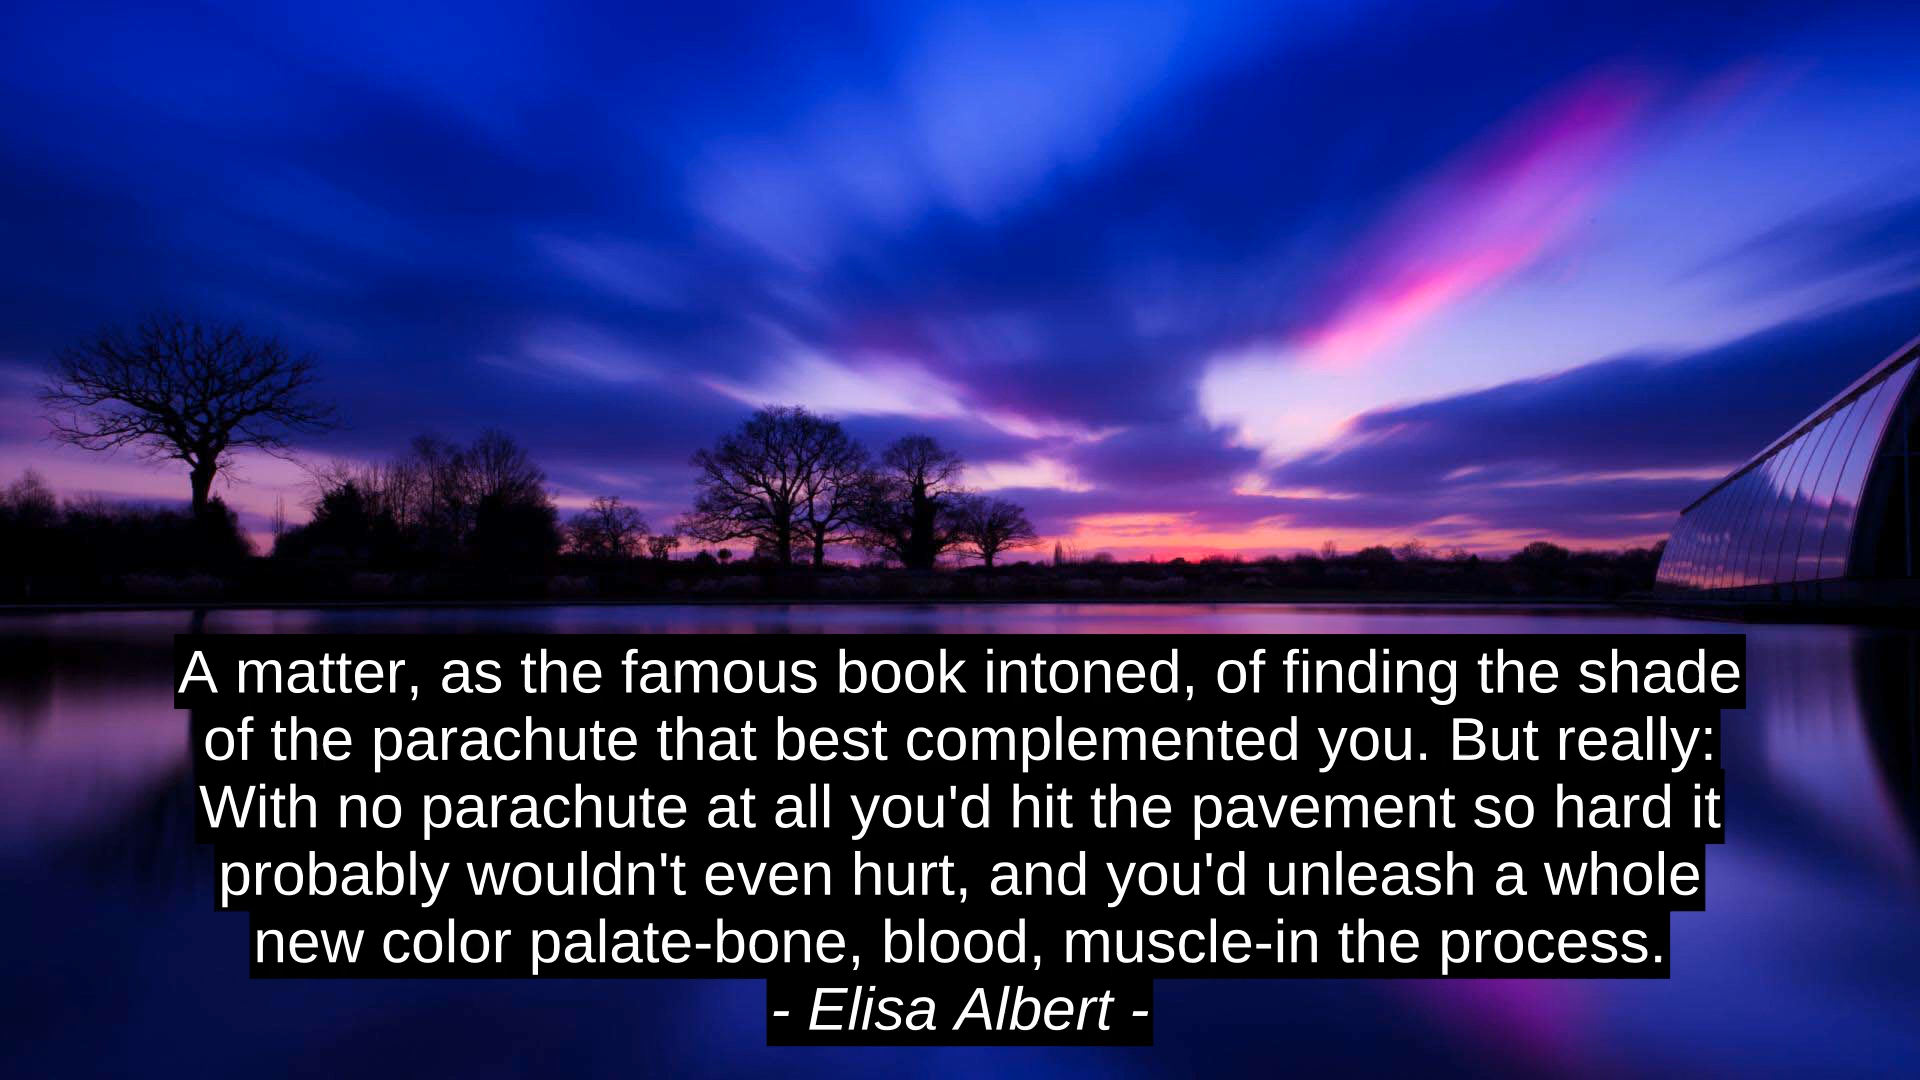 A matter, as the famous book intoned, of finding the shade
of the parachute that best complemented you. But really:
With no parachute at all you'd hit the pavement so hard it
probably wouldn't even hurt, and you'd unleash a whole
new color palate-bone, blood, muscle-in the process.
- Elisa Albert -